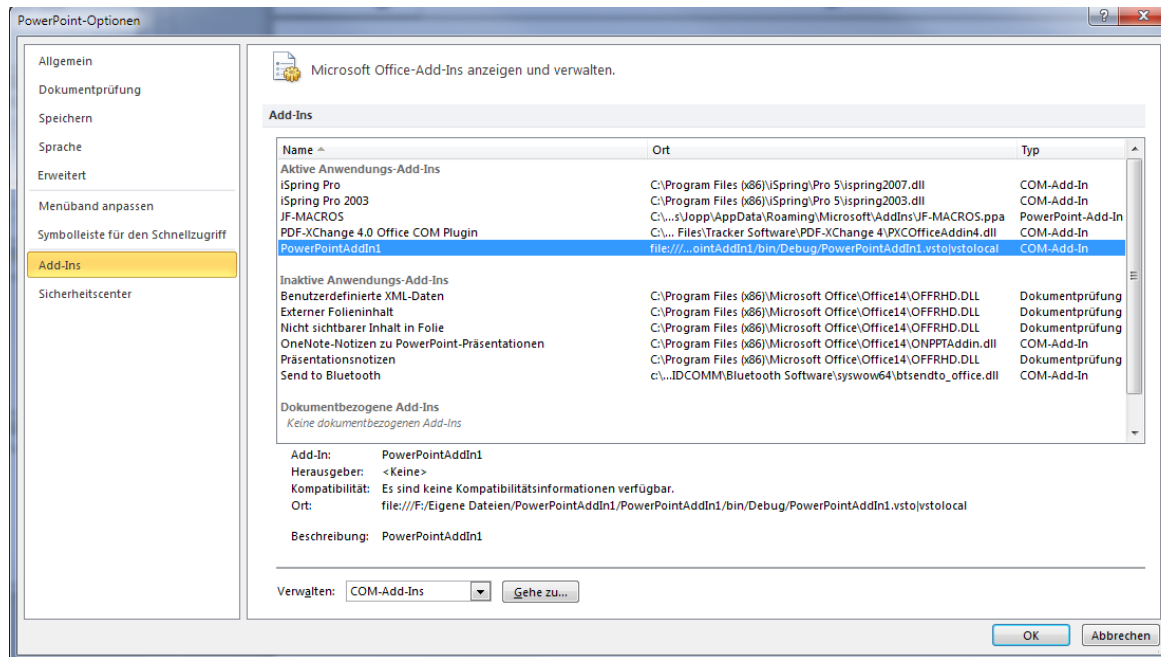 PowerPoint-Optionen
?
X
Allgemein
Dokumentprüfung
Speichern
Sprache
Erweitert
Menüband anpassen
Symbolleiste für den Schnellzugriff
Add-Ins
Sicherheitscenter
Microsoft Office-Add-Ins anzeigen und verwalten.
Add-Ins
Name Ort Typ
Aktive Anwendungs-Add-Ins
iSpring Pro C:\Program Files (x86)\iSpring\Pro 5\ispring2007.dll COM-Add-In
iSpring Pro 2003 C:\Program Files (x86)\iSpring\Pro 5\ispring2003.dll COM-Add-In
JF-MACROS C:\...s\Jopp\AppData\Roaming\Microsoft\AddIns\JF-MACROS.ppa PowerPoint-Add-In
PDF-XChange 4.0 Office COM Plugin C:\... Files\Tracker Software\PDF-XChange 4\PXCOfficeAddin4.dll COM-Add-In
PowerPointAddIn1 file:///...ointAddIn1/bin/Debug/PowerPointAddIn1.vsto|vstolocal COM-Add-In
Inaktive Anwendungs-Add-Ins
Benutzerdefinierte XML-Daten C:\Program Files (x86)\Microsoft Office\Office14\OFFRHD.DLL Dokumentprüfung
Externer Folieninhalt C:\Program Files (x86)\Microsoft Office\Office14\OFFRHD.DLL Dokumentprüfung
Nicht sichtbarer Inhalt in Folie C:\Program Files (x86)\Microsoft Office\Office14\OFFRHD.DLL Dokumentprüfung
OneNote-Notizen zu PowerPoint-Präsentationen C:\Program Files (x86)\Microsoft Office\Office14\ONPPTAddin.dll COM-Add-In
Präsentationsnotizen C:\Program Files (x86)\Microsoft Office\Office14\OFFRHD.DLL Dokumentprüfung
Send to Bluetooth c:\...IDCOMM\Bluetooth Software\syswow64\btsendto_office.dll COM-Add-In
Dokumentbezogene Add-Ins
Keine dokumentbezogenen Add-Ins
Add-In: PowerPointAddIn1
Herausgeber: <Keine>
Kompatibilität: Es sind keine Kompatibilitätsinformationen verfügbar.
Ort: file:///F:/Eigene Dateien/PowerPointAddIn1/PowerPointAddIn1/bin/Debug/PowerPointAddIn1.vsto|vstolocal
Beschreibung: PowerPointAddIn1
Verwalten: COM-Add-Ins Gehe zu...
OK Abbrechen